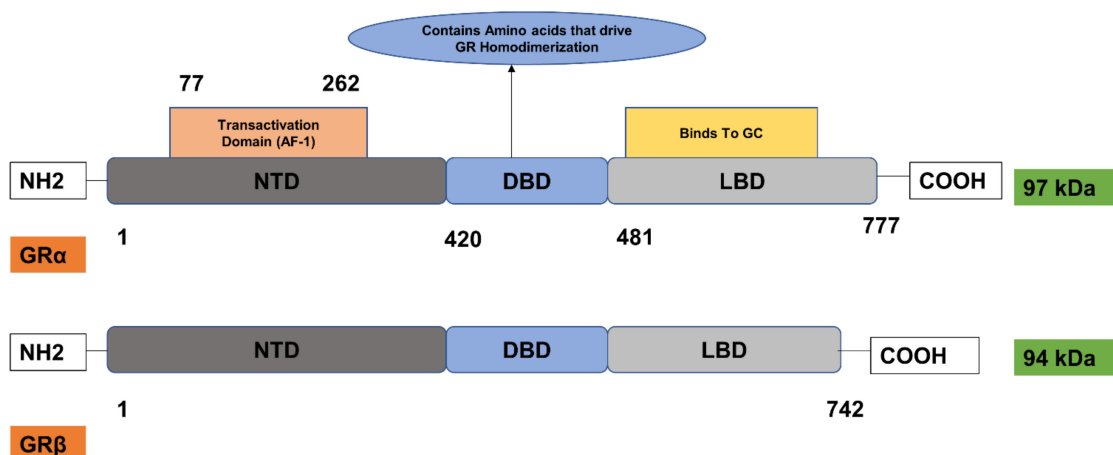 Contains Amino acids that drive
GR Homodimerization
77
262
Transactivation
Domain (AF-1)
Binds To GC
NH2
NTD
DBD
LBD
COOH
97 kDa
1
420
481
777
GRα
NH2
NTD
DBD
LBD
COOH
94 kDa
1
742
GRβ